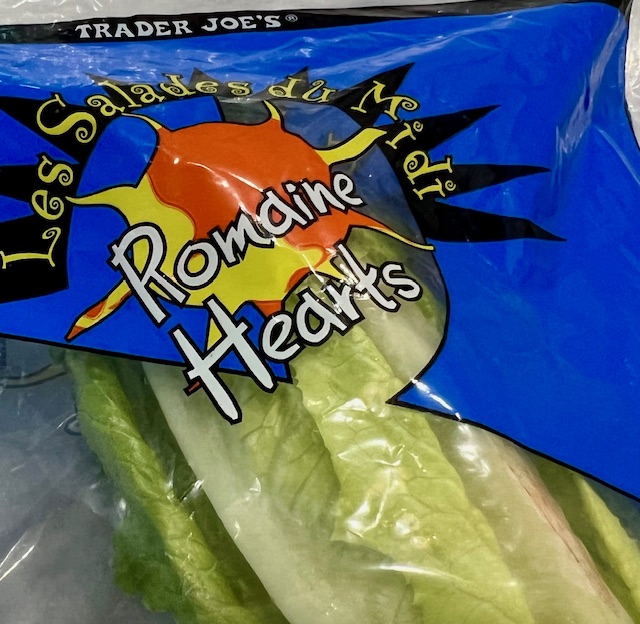 TRADER JOE'S®
Les Salades du Midi
Romaine
Hearts